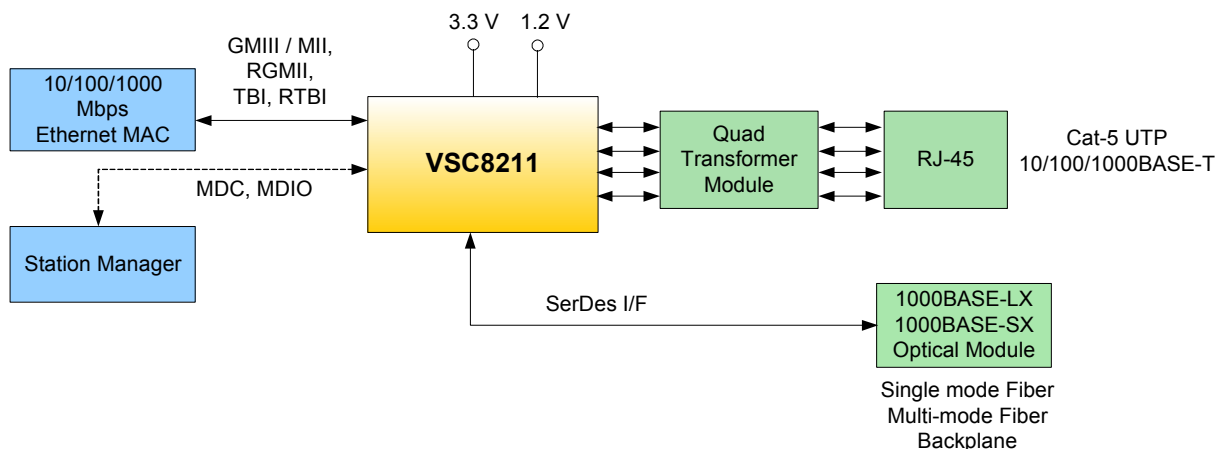 3.3 V
1.2 V
GMIII / MII,
RGMII,
TBI, RTBI
10/100/1000
Mbps
Ethernet MAC
VSC8211
Quad
Transformer
Module
RJ-45
Cat-5 UTP
10/100/1000BASE-T
MDC, MDIO
Station Manager
SerDes I/F
1000BASE-LX
1000BASE-SX
Optical Module
Single mode Fiber
Multi-mode Fiber
Backplane